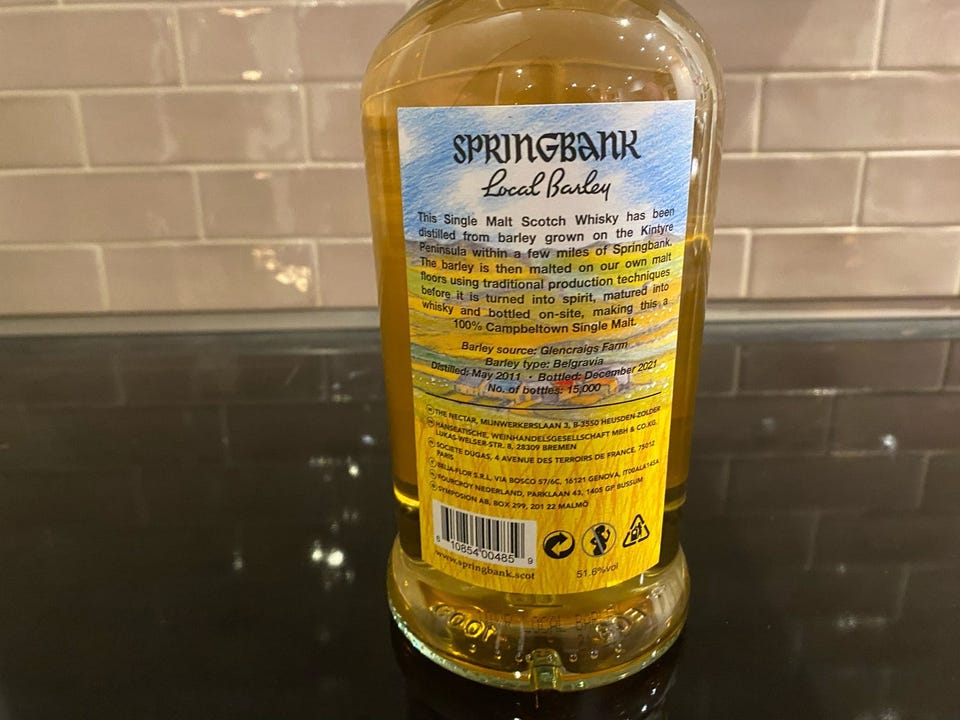 SPRINGBANK
Local Barley
This Single Malt Scotch Whisky has been
distilled from barley grown on the Kintyre
Peninsula within a few miles of Springbank.
The barley is then malted on our own malt
floors using traditional production techniques
before it is turned into spirit, matured into
whisky and bottled on-site, making this a
100% Campbeltown Single Malt.
Barley source: Glencraigs Farm
Barley type: Belgravia
Distilled: May 2011 • Bottled: December 2021
No. of bottles: 15,000
THE NECTAR, MIJNWERKERSLAAN 3, B-3550 HEUSDEN-ZOLDER
HANSEATISCHE, WEINHANDELSGESELLSCHAFT MBH & CO.KG.
LUKAS-WELSER-STR. 8, 28309 BREMEN
SOCIETE DUGAS, 4 AVENUE DES TERROIRS DE FRANCE, 75012
PARIS
BEIJA-FLOR S.R.L. VIA BOSCO 57/6C, 16121 GENOVA, IT00ALA145A
FOURCROY NEDERLAND, PARKLAAN 43, 1405 GP BUSSUM
SYMPOSION AB, BOX 299, 201 22 MALMÖ
6 10854 00485 9
www.springbank.scot
51.6%vol